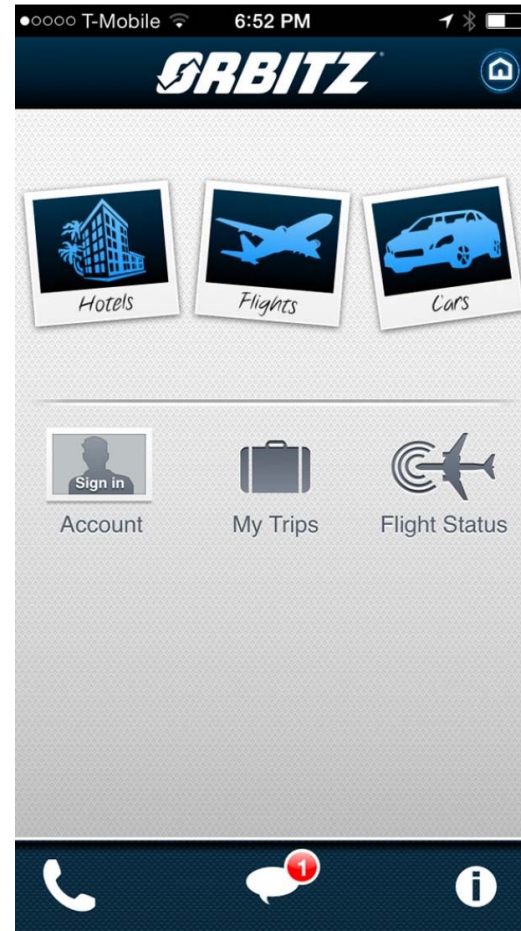 T-Mobile 6:52 PM
ORBITZ
Hotels Flights Cars
Sign in
Account My Trips Flight Status
1